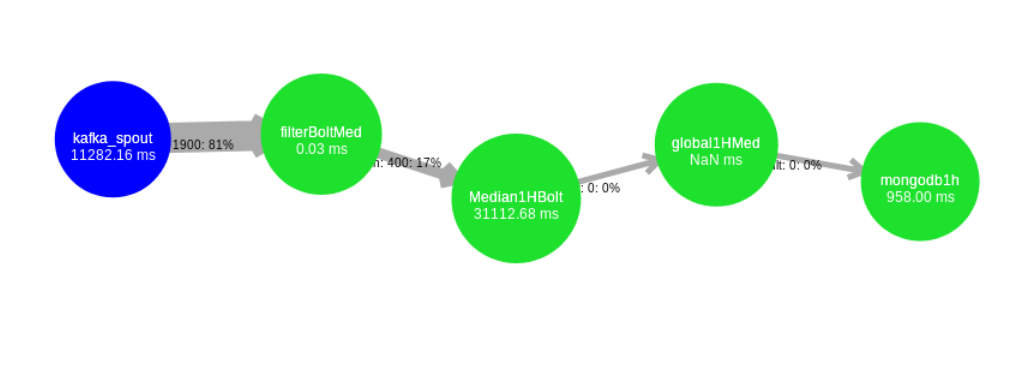 kafka_spout
11282.16 ms
1900: 81%
filterBoltMed
0.03 ms
400: 17%
Median1HBolt
31112.68 ms
: 0: 0%
global1HMed
NaN ms
0: 0%
mongodb1h
958.00 ms